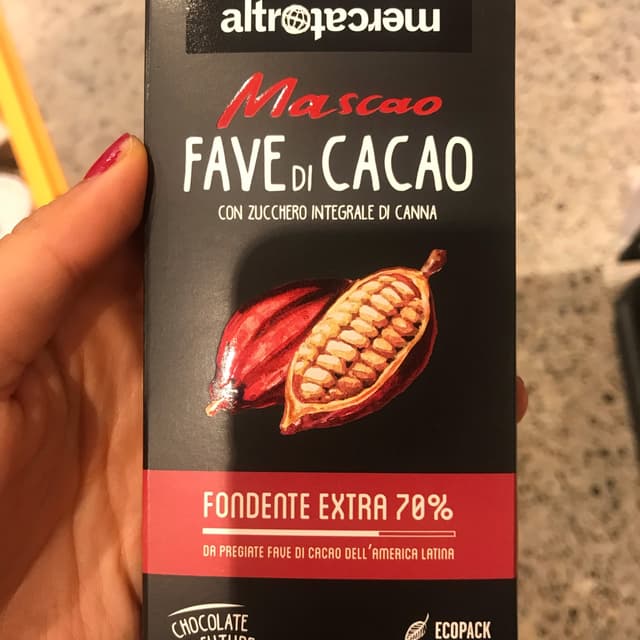 altromercato
Mascao
FAVE DI CACAO
CON ZUCCHERO INTEGRALE DI CANNA
FONDENTE EXTRA 70%
DA PREGIATE FAVE DI CACAO DELL'AMERICA LATINA
CHOCOLATE
ECOPACK